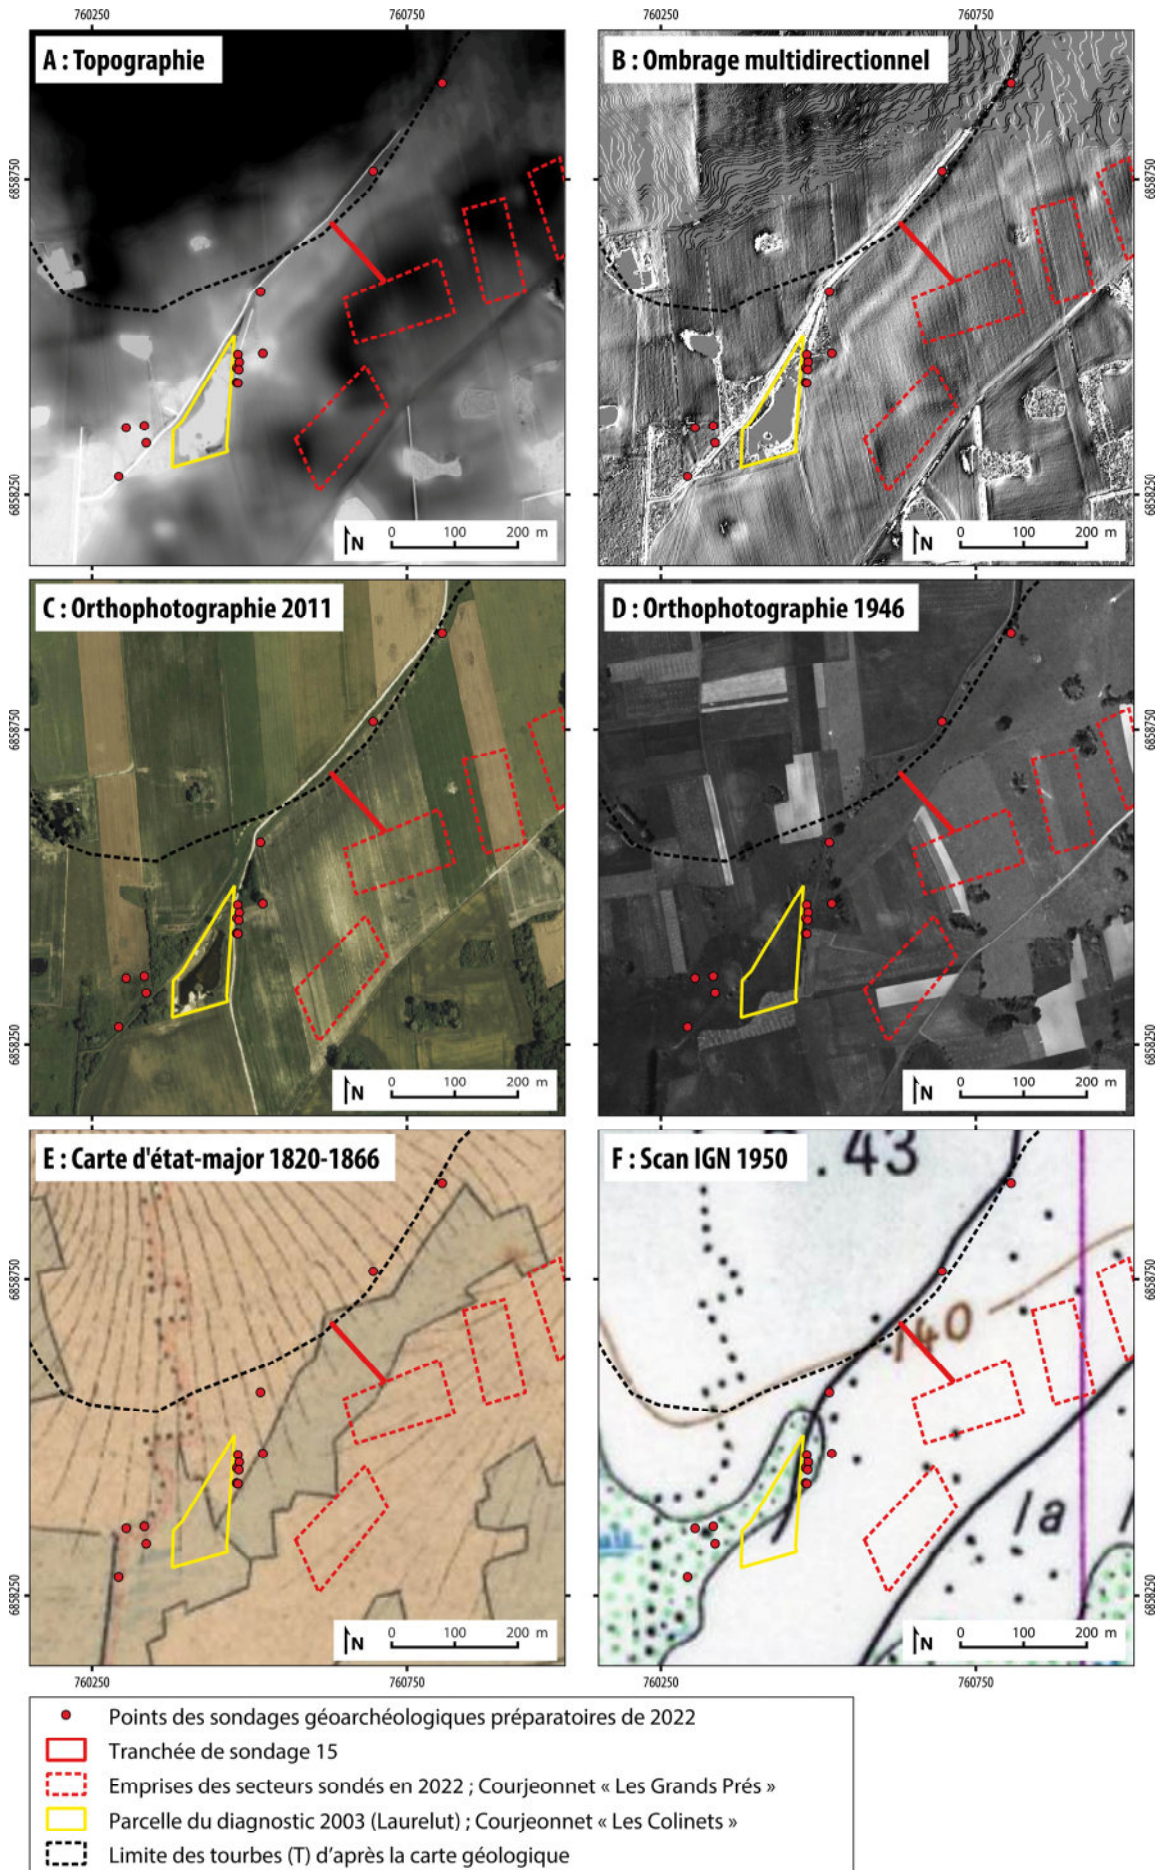 760250
760750
760250
760750
A : Topographie
B : Ombrage multidirectionnel
6858750
6858750
6858250
6858250
N
0 100 200 m
N
0 100 200 m
C : Orthophotographie 2011
D : Orthophotographie 1946
6858750
6858750
6858250
6858250
N
0 100 200 m
N
0 100 200 m
E : Carte d'état-major 1820-1866
F : Scan IGN 1950
. 43
6858750
6858750
140
la
6858250
6858250
N
0 100 200 m
N
0 100 200 m
760250
760750
760250
760750
Points des sondages géoarchéologiques préparatoires de 2022
Tranchée de sondage 15
Emprises des secteurs sondés en 2022 ; Courjeonnet « Les Grands Prés »
Parcelle du diagnostic 2003 (Laurelut) ; Courjeonnet « Les Colinets »
Limite des tourbes (T) d'après la carte géologique